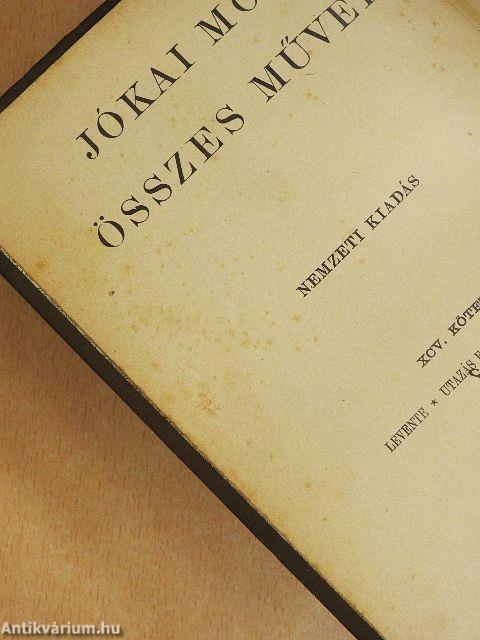 JÓKAI MÓ
ÖSSZES MŰVE
NEMZETI KIADÁS
XCV. KÖTE
LEVENTE * UTAZÁS
Antikvárium.hu